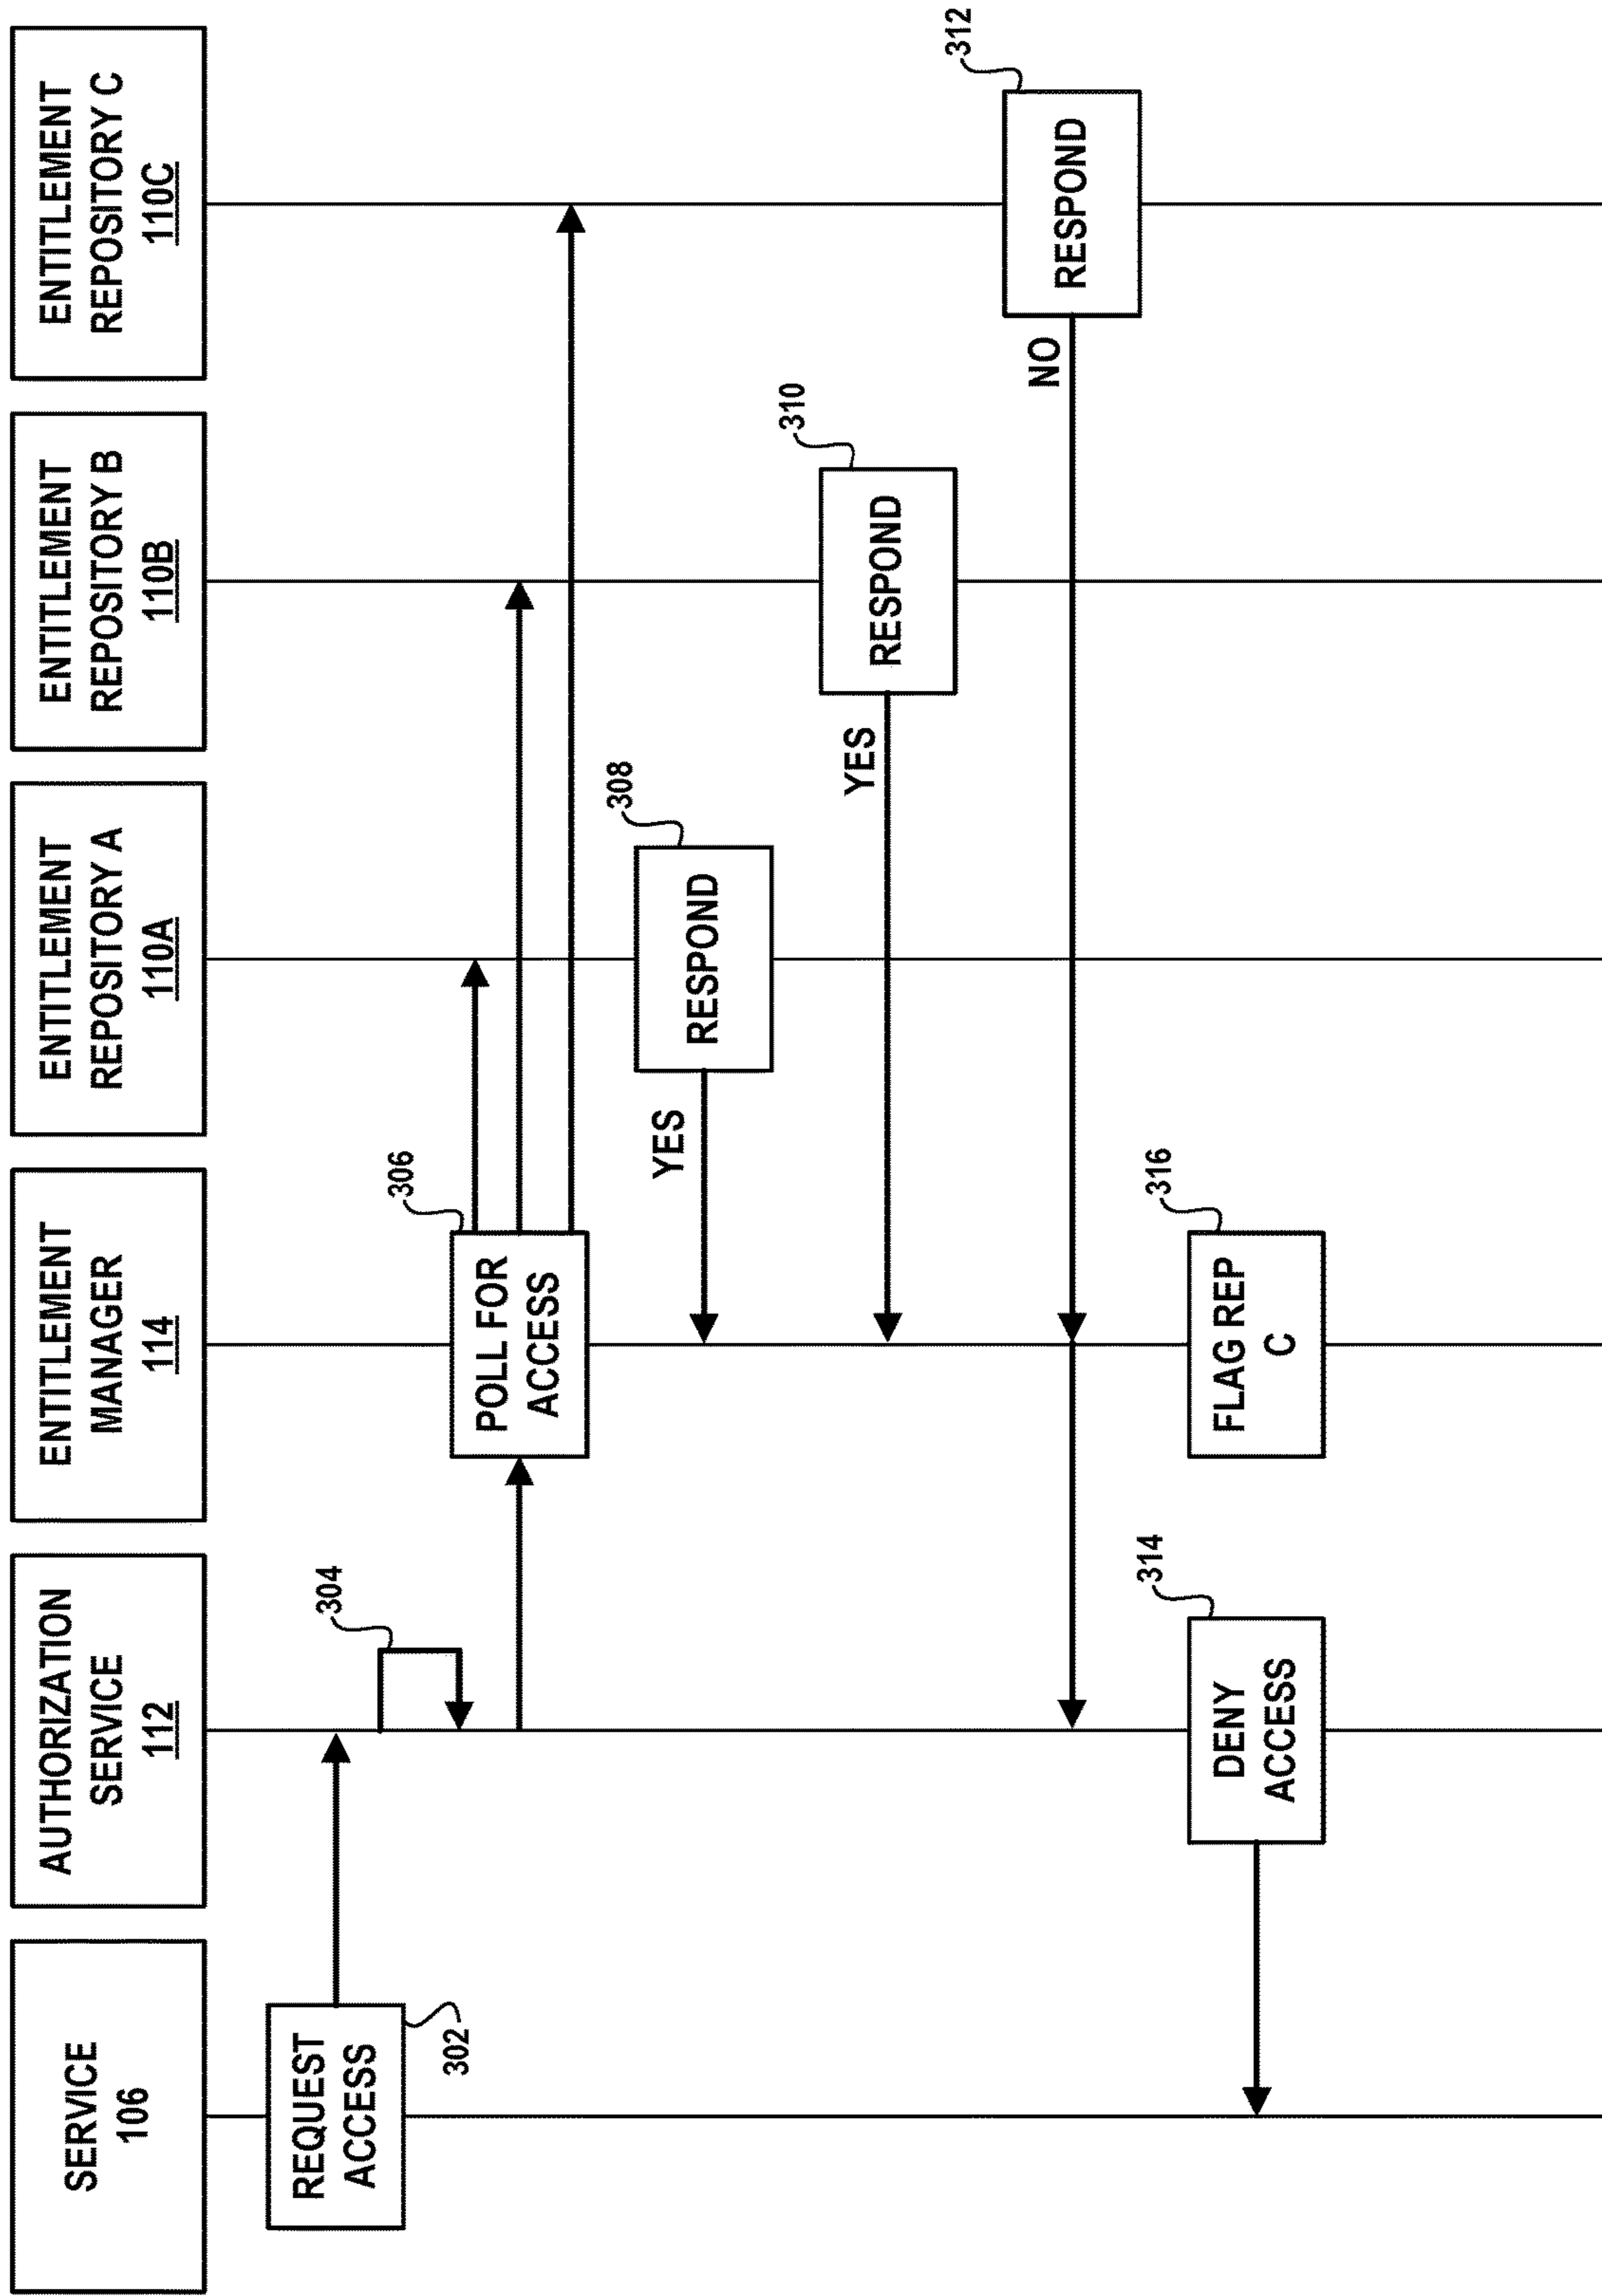 SERVICE
106
AUTHORIZATION
SERVICE
112
ENTITLEMENT
MANAGER
114
ENTITLEMENT
REPOSITORY A
110A
ENTITLEMENT
REPOSITORY B
110B
ENTITLEMENT
REPOSITORY C
110C
REQUEST
ACCESS
302
304
POLL FOR
ACCESS
306
RESPOND
308
YES
RESPOND
310
YES
RESPOND
312
NO
DENY
ACCESS
314
FLAG REP
C
316